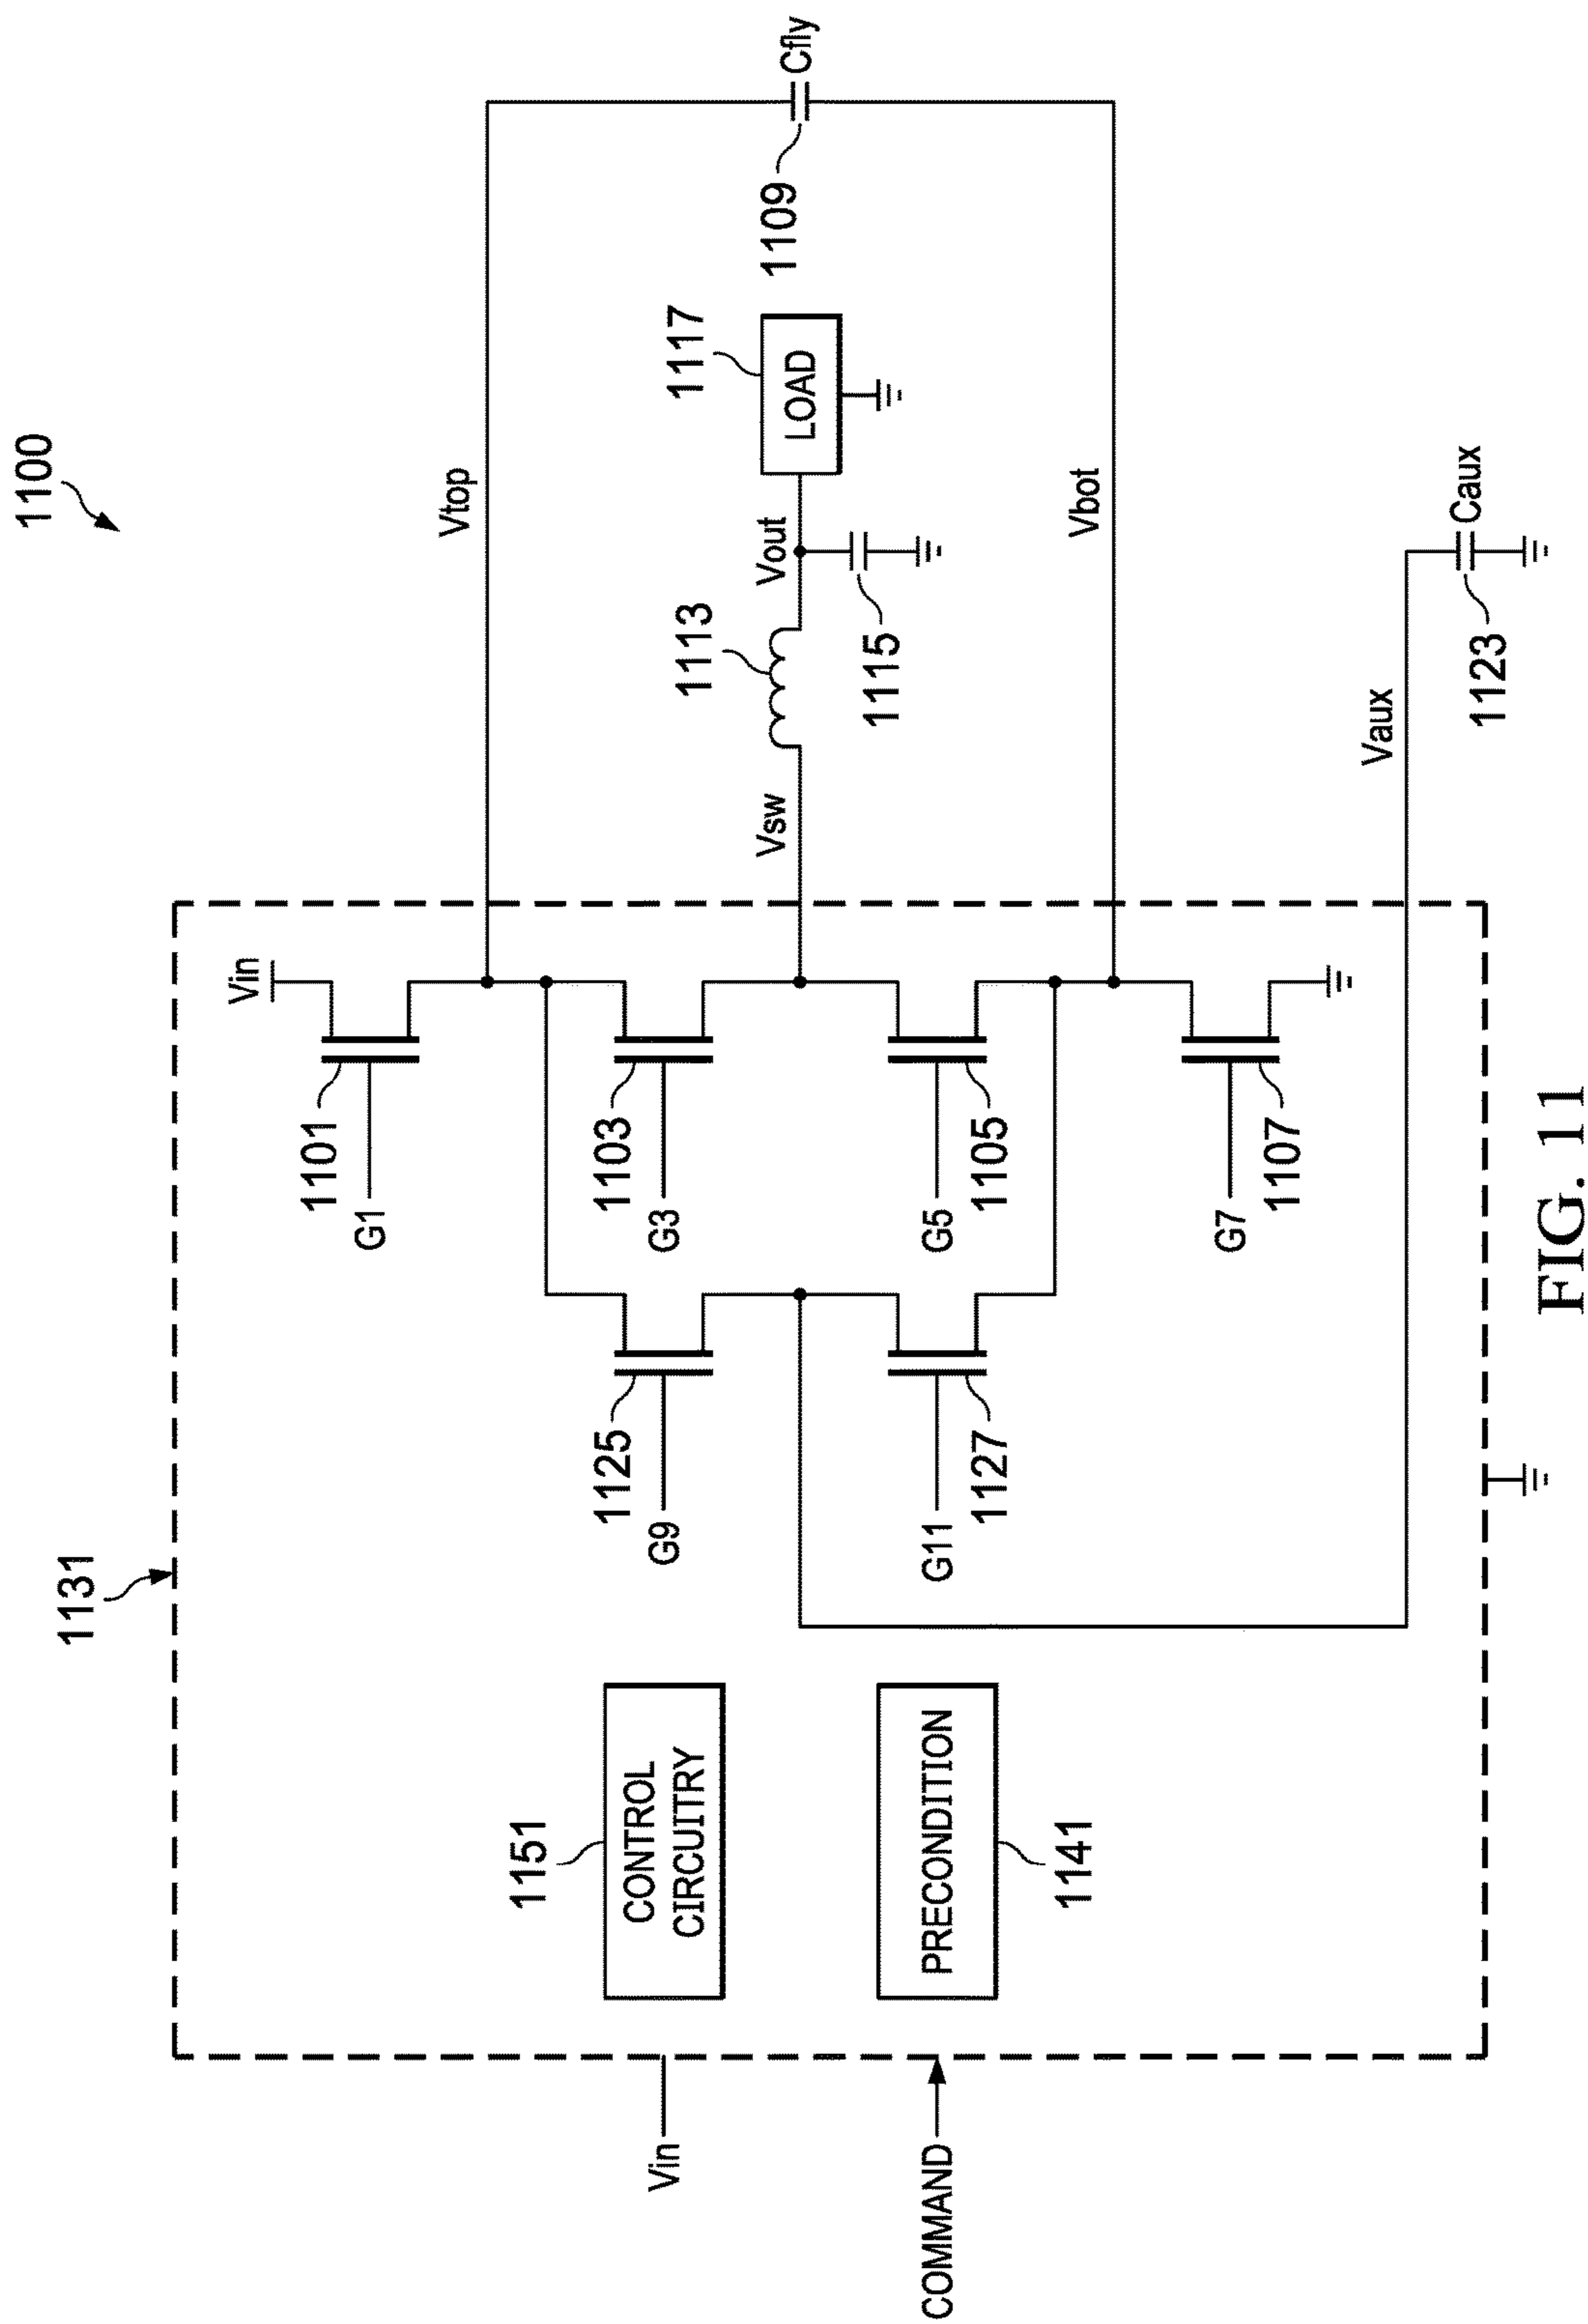 1100
1131
Vin
COMMAND
1151
CONTROL
CIRCUITRY
PRECONDITION
1141
Vin
1101
G1
1103
G3
1125
G9
1105
G5
1127
G11
1107
G7
Vtop
Vsw
1113
Vout
1115
1117
LOAD
1109
Cfly
Vbot
Vaux
1123
Caux
FIG. 11